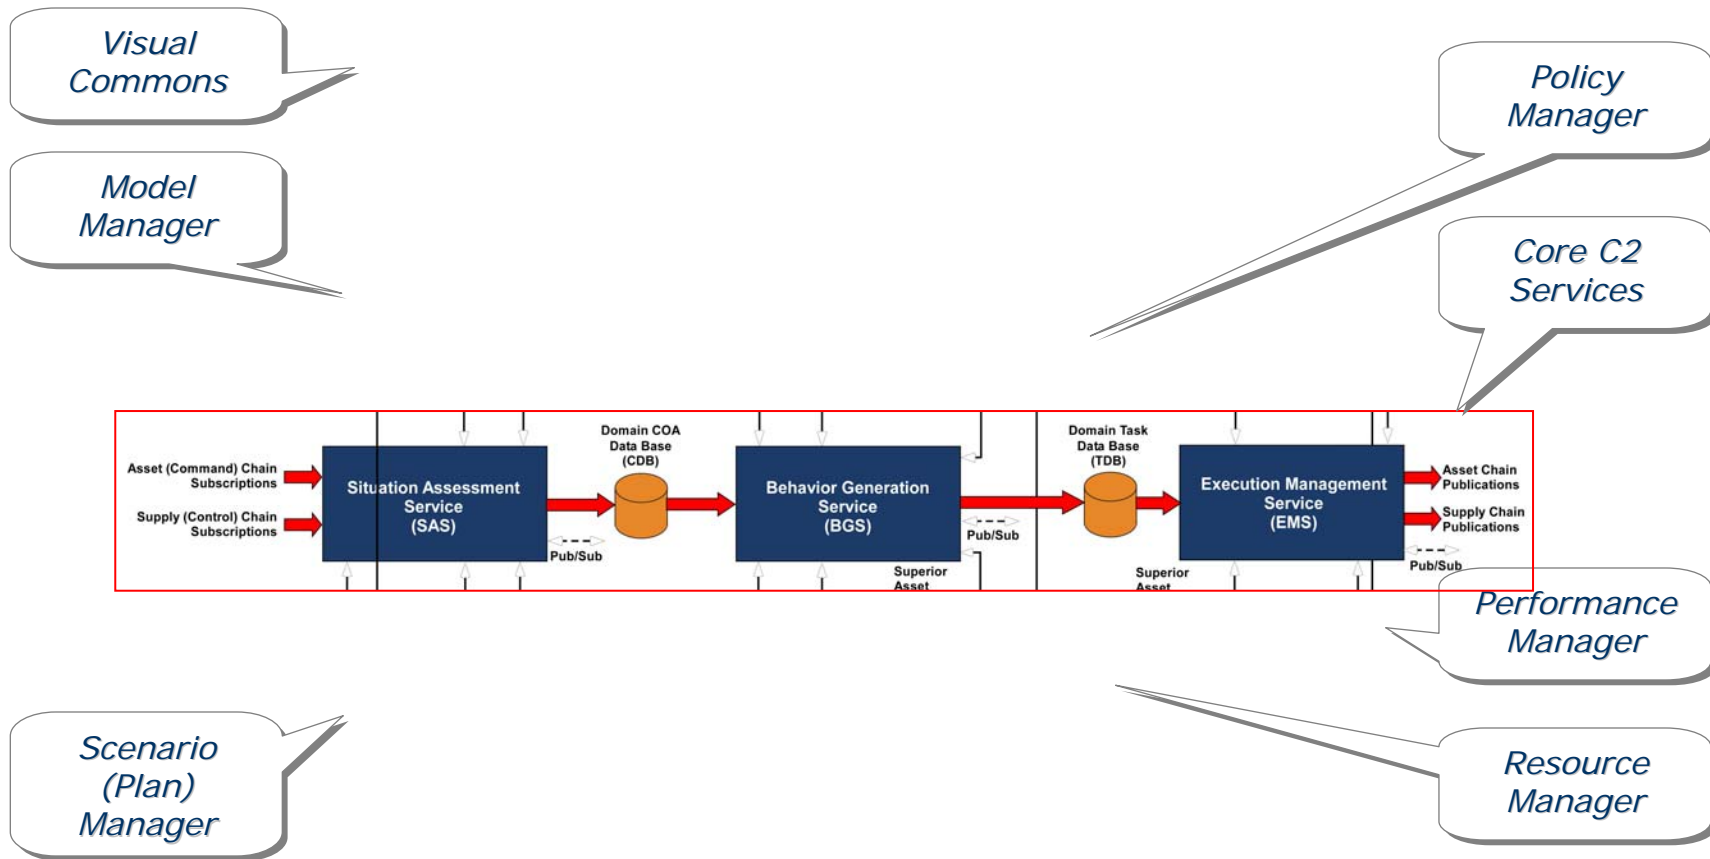 Visual
Commons
Policy
Manager
Model
Manager
Core C2
Services
Asset (Command) Chain
Subscriptions
Supply (Control) Chain
Subscriptions
Situation Assessment
Service
(SAS)
Pub/Sub
Domain COA
Data Base
(CDB)
Behavior Generation
Service
(BGS)
Pub/Sub
Superior
Asset
Domain Task
Data Base
(TDB)
Superior
Asset
Execution Management
Service
(EMS)
Asset Chain
Publications
Supply Chain
Publications
Pub/Sub
Performance
Manager
Scenario
(Plan)
Manager
Resource
Manager